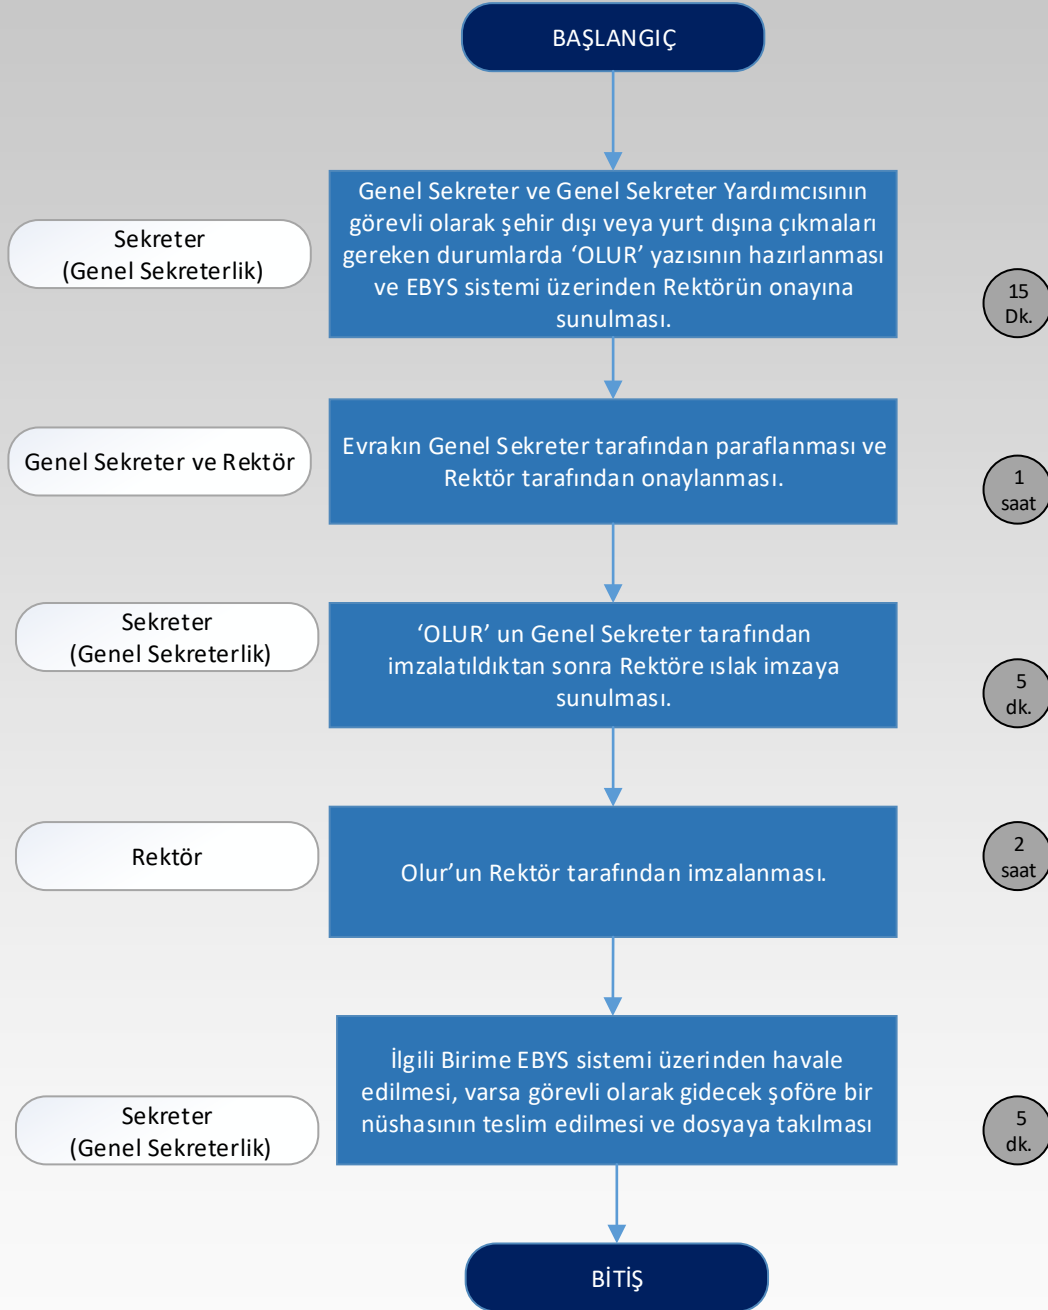 BAŞLANGIÇ
Sekreter
(Genel Sekreterlik)
Genel Sekreter ve Genel Sekreter Yardımcısının
görevli olarak şehir dışı veya yurt dışına çıkmaları
gereken durumlarda ‘OLUR’ yazısının hazırlanması
ve EBYS sistemi üzerinden Rektörün onayına
sunulması.
15
Dk.
Genel Sekreter ve Rektör
Evrakın Genel Sekreter tarafından paraflanması ve
Rektör tarafından onaylanması.
1
saat
Sekreter
(Genel Sekreterlik)
‘OLUR’ un Genel Sekreter tarafından
imzalatıldıktan sonra Rektöre ıslak imzaya
sunulması.
5
dk.
Rektör
Olur’un Rektör tarafından imzalanması.
2
saat
Sekreter
(Genel Sekreterlik)
İlgili Birime EBYS sistemi üzerinden havale
edilmesi, varsa görevli olarak gidecek şoföre bir
nüshasının teslim edilmesi ve dosyaya takılması
5
dk.
BİTİŞ